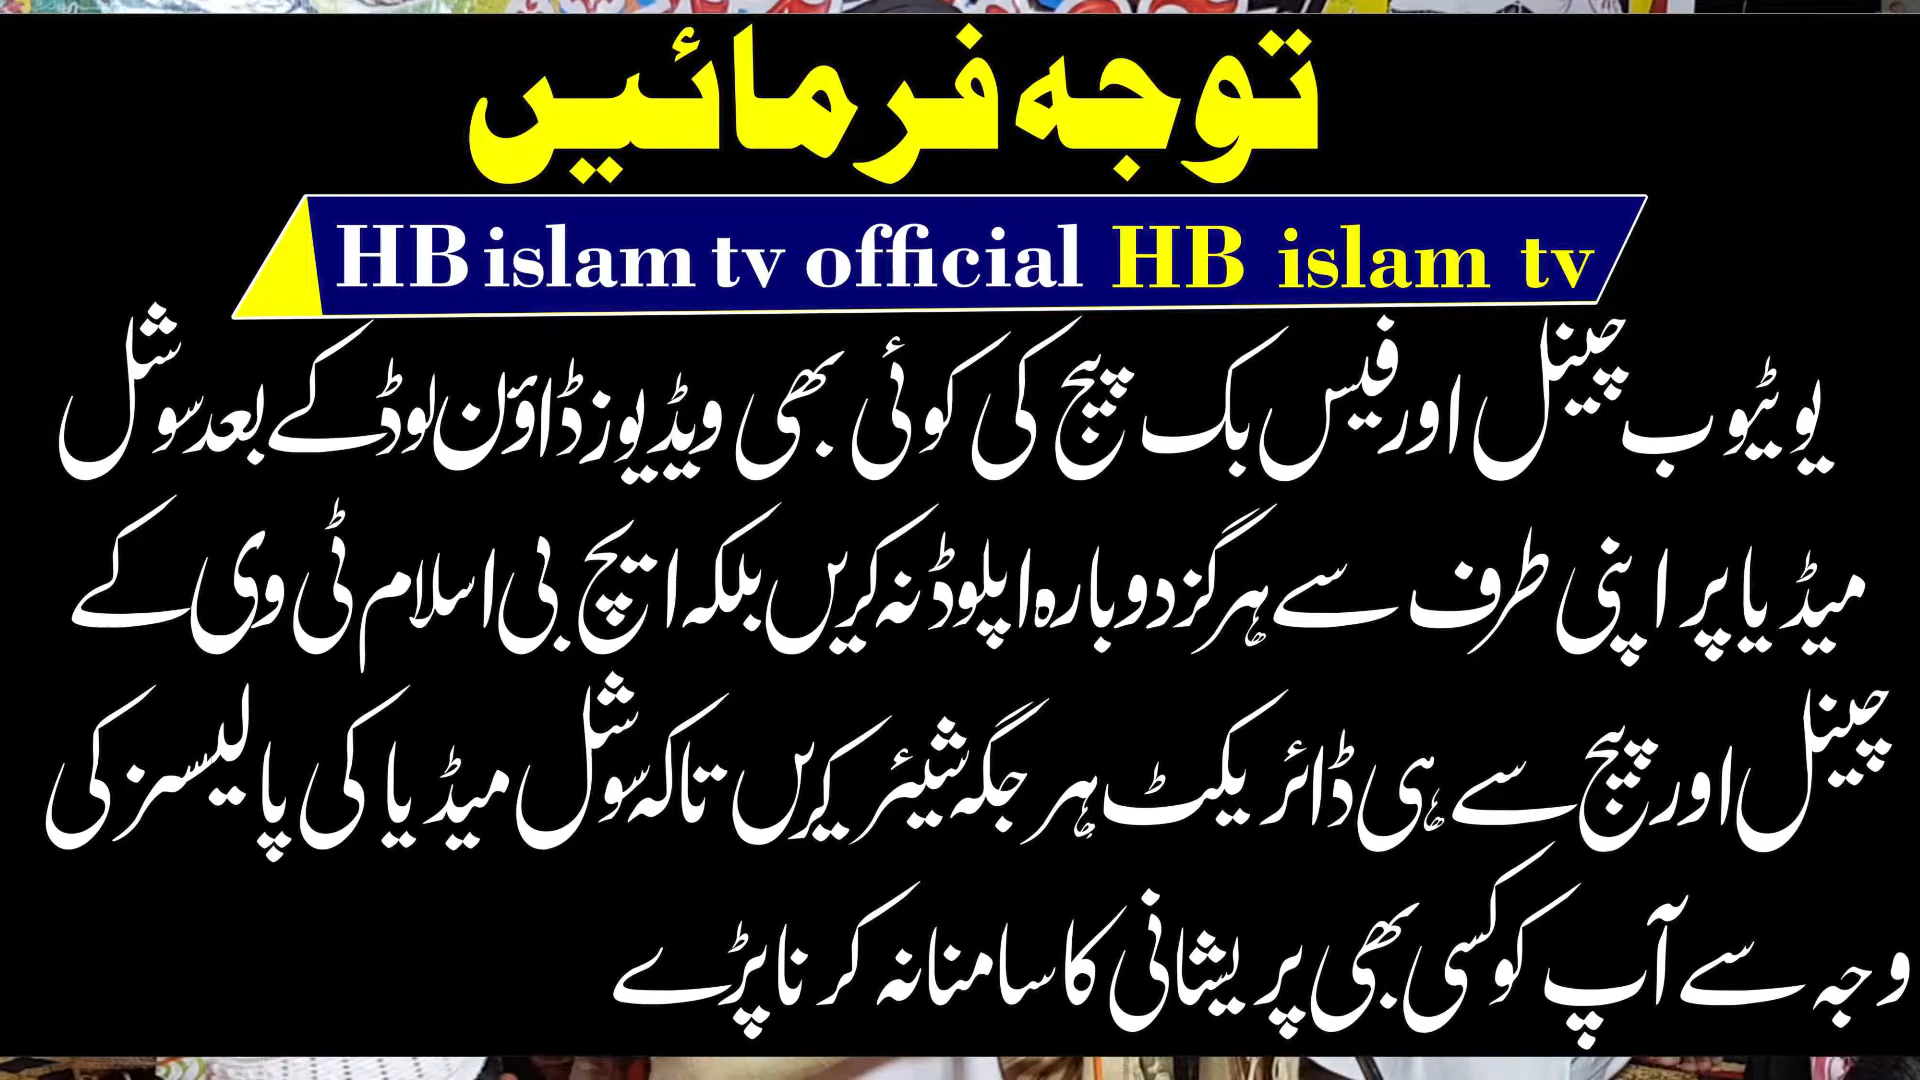 توجہ فرمائیں
HB islam tv official HB islam tv
یوٹیوب چینل اور فیس بک پیج کی کوئی بھی ویڈیوز ڈاؤن لوڈ کے بعد سوشل
میڈیا پر اپنی طرف سے ہرگز دوبارہ اپلوڈ نہ کریں بلکہ ایچ بی اسلام ٹی وی کے
چینل اور پیج سے ہی ڈائریکٹ ہر جگہ شیئر کریں تاکہ سوشل میڈیا کی پالیسز کی
وجہ سے آپ کو کسی بھی پریشانی کا سامنا نہ کرنا پڑے